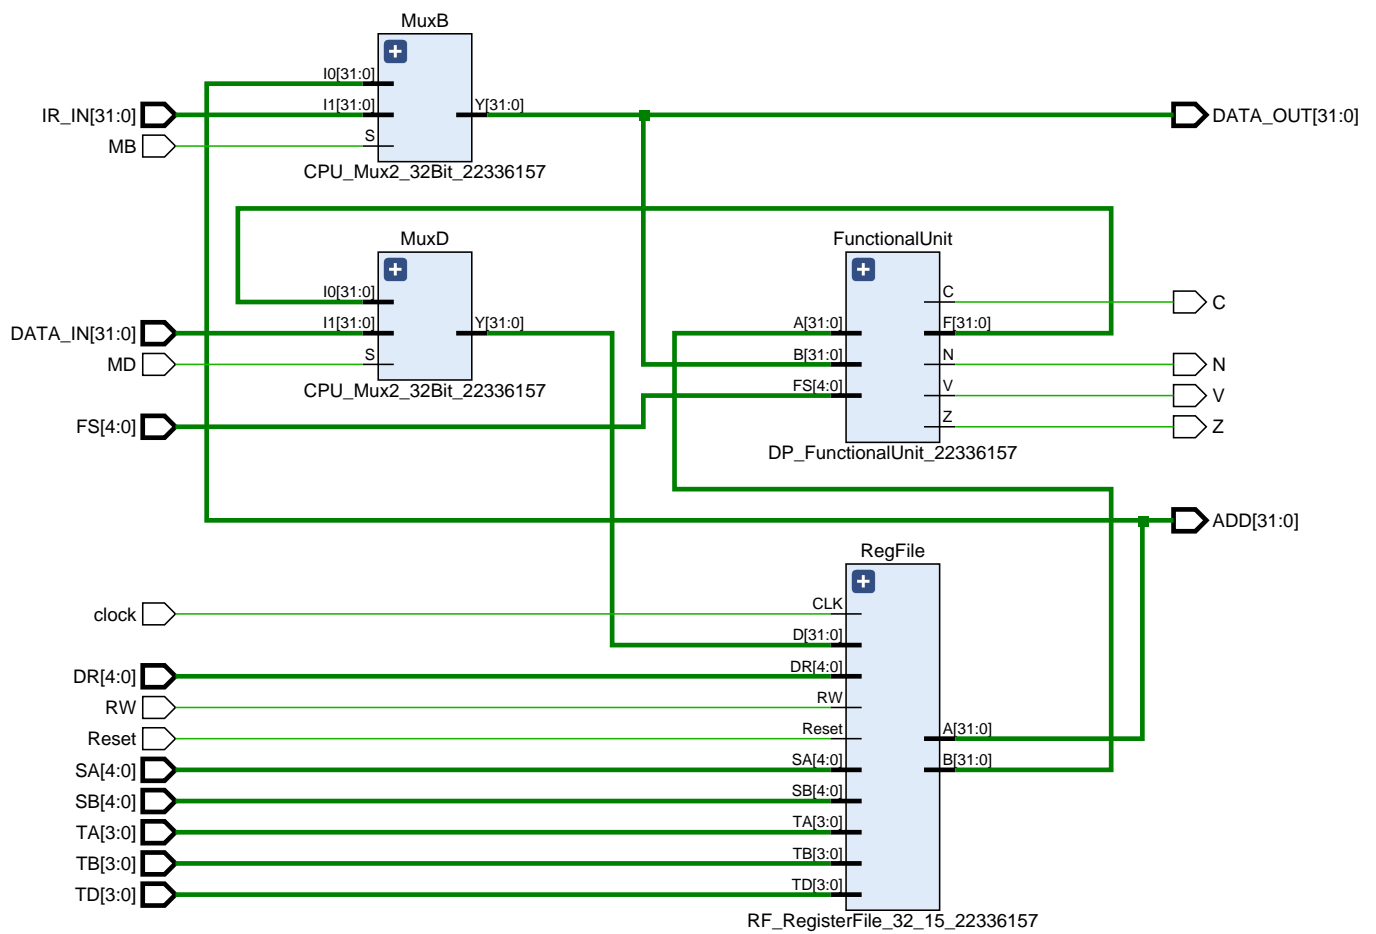 MuxB
I0[31:0]
IR_IN[31:0]
I1[31:0]
Y[31:0]
DATA_OUT[31:0]
MB
S
CPU_Mux2_32Bit_22336157
MuxD
FunctionalUnit
I0[31:0]
C
C
DATA_IN[31:0]
I1[31:0]
Y[31:0]
A[31:0]
F[31:0]
MD
S
B[31:0]
N
N
CPU_Mux2_32Bit_22336157
FS[4:0]
V
V
FS[4:0]
Z
Z
DP_FunctionalUnit_22336157
ADD[31:0]
RegFile
clock
CLK
D[31:0]
DR[4:0]
DR[4:0]
RW
RW
Reset
Reset
A[31:0]
SA[4:0]
SA[4:0]
B[31:0]
SB[4:0]
SB[4:0]
TA[3:0]
TA[3:0]
TB[3:0]
TB[3:0]
TD[3:0]
TD[3:0]
RF_RegisterFile_32_15_22336157